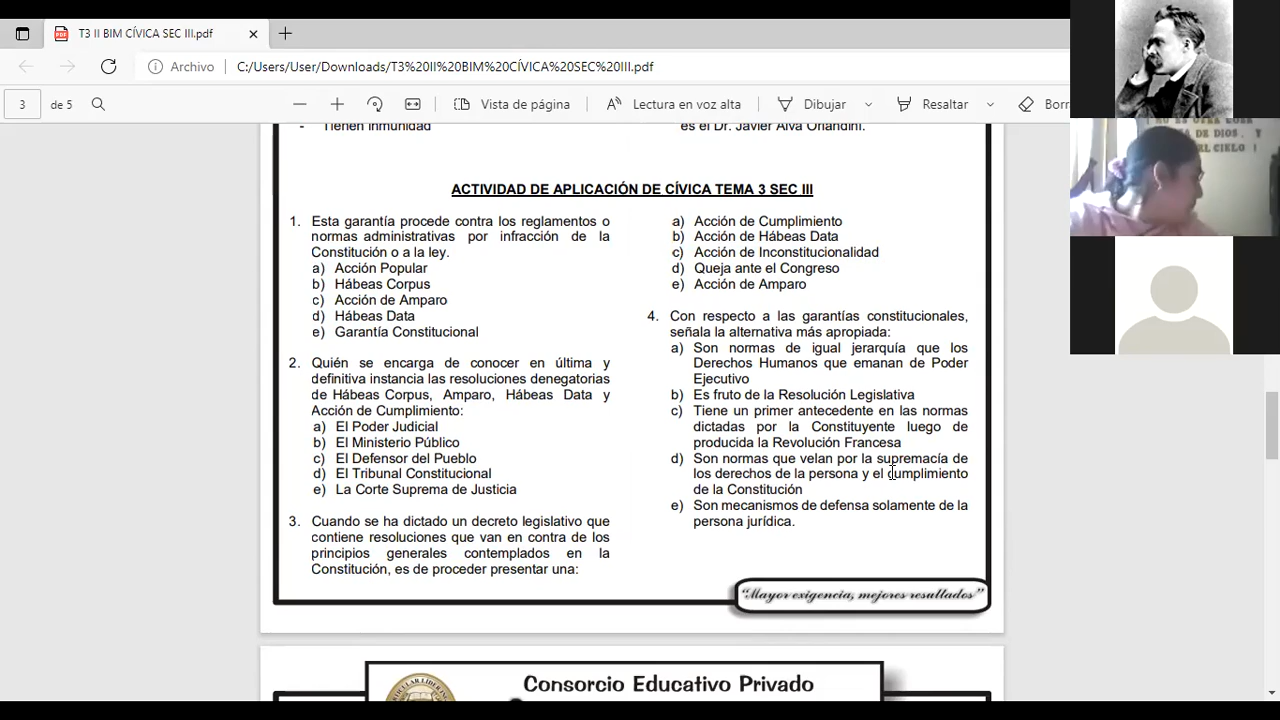 T3 II BIM CÍVICA SEC III.pdf
Archivo
C:/Users/User/Downloads/T3%20II%20BIM%20CÍVICA%20SEC%20III.pdf
3
de 5
Vista de página
Lectura en voz alta
Dibujar
Resaltar
Borr
- Tienen inmunidad
es el Dr. Javier Alva Orlandini.
ACTIVIDAD DE APLICACIÓN DE CÍVICA TEMA 3 SEC III
1. Esta garantía procede contra los reglamentos o
normas administrativas por infracción de la
Constitución o a la ley.
a) Acción Popular
b) Hábeas Corpus
c) Acción de Amparo
d) Hábeas Data
e) Garantía Constitucional
2. Quién se encarga de conocer en última y
definitiva instancia las resoluciones denegatorias
de Hábeas Corpus, Amparo, Hábeas Data y
Acción de Cumplimiento:
a) El Poder Judicial
b) El Ministerio Público
c) El Defensor del Pueblo
d) El Tribunal Constitucional
e) La Corte Suprema de Justicia
3. Cuando se ha dictado un decreto legislativo que
contiene resoluciones que van en contra de los
principios generales contemplados en la
Constitución, es de proceder presentar una:
a) Acción de Cumplimiento
b) Acción de Hábeas Data
c) Acción de Inconstitucionalidad
d) Queja ante el Congreso
e) Acción de Amparo
4. Con respecto a las garantías constitucionales,
señala la alternativa más apropiada:
a) Son normas de igual jerarquía que los
Derechos Humanos que emanan de Poder
Ejecutivo
b) Es fruto de la Resolución Legislativa
c) Tiene un primer antecedente en las normas
dictadas por la Constituyente luego de
producida la Revolución Francesa
d) Son normas que velan por la supremacía de
los derechos de la persona y el cumplimiento
de la Constitución
e) Son mecanismos de defensa solamente de la
persona jurídica.
"Mayor exigencia, mejores resultados"
Consorcio Educativo Privado
DE DIOS, Y
CIELO !